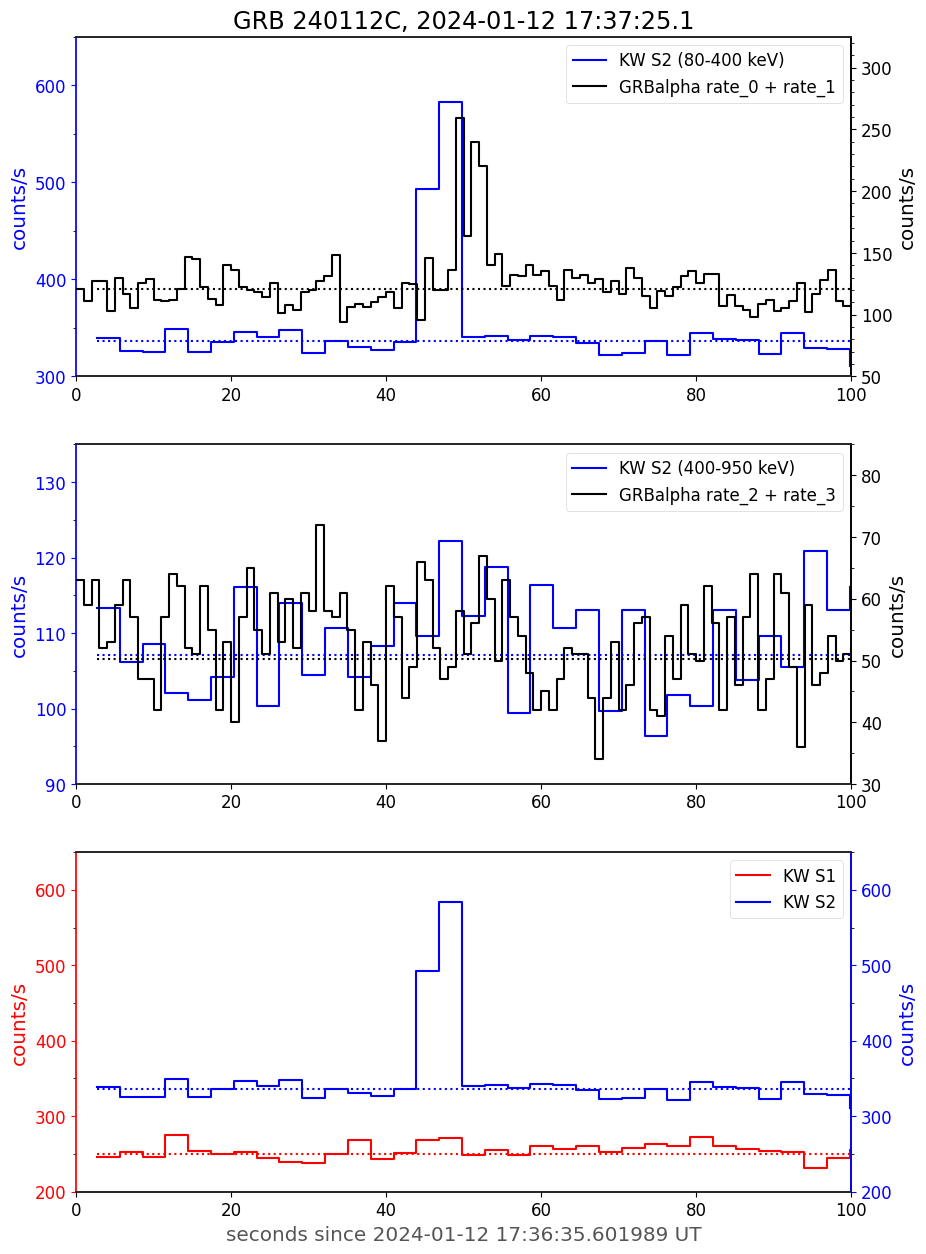 GRB 240112C, 2024-01-12 17:37:25.1
KW S2 (80-400 keV)
GRBalpha rate_0 + rate_1
600
500
400
300
counts/s
300
250
200
150
100
50
counts/s
0 20 40 60 80 100
KW S2 (400-950 keV)
GRBalpha rate_2 + rate_3
130
120
110
100
90
counts/s
80
70
60
50
40
30
counts/s
0 20 40 60 80 100
KW S1
KW S2
600
500
400
300
200
counts/s
600
500
400
300
200
counts/s
0 20 40 60 80 100
seconds since 2024-01-12 17:36:35.601989 UT